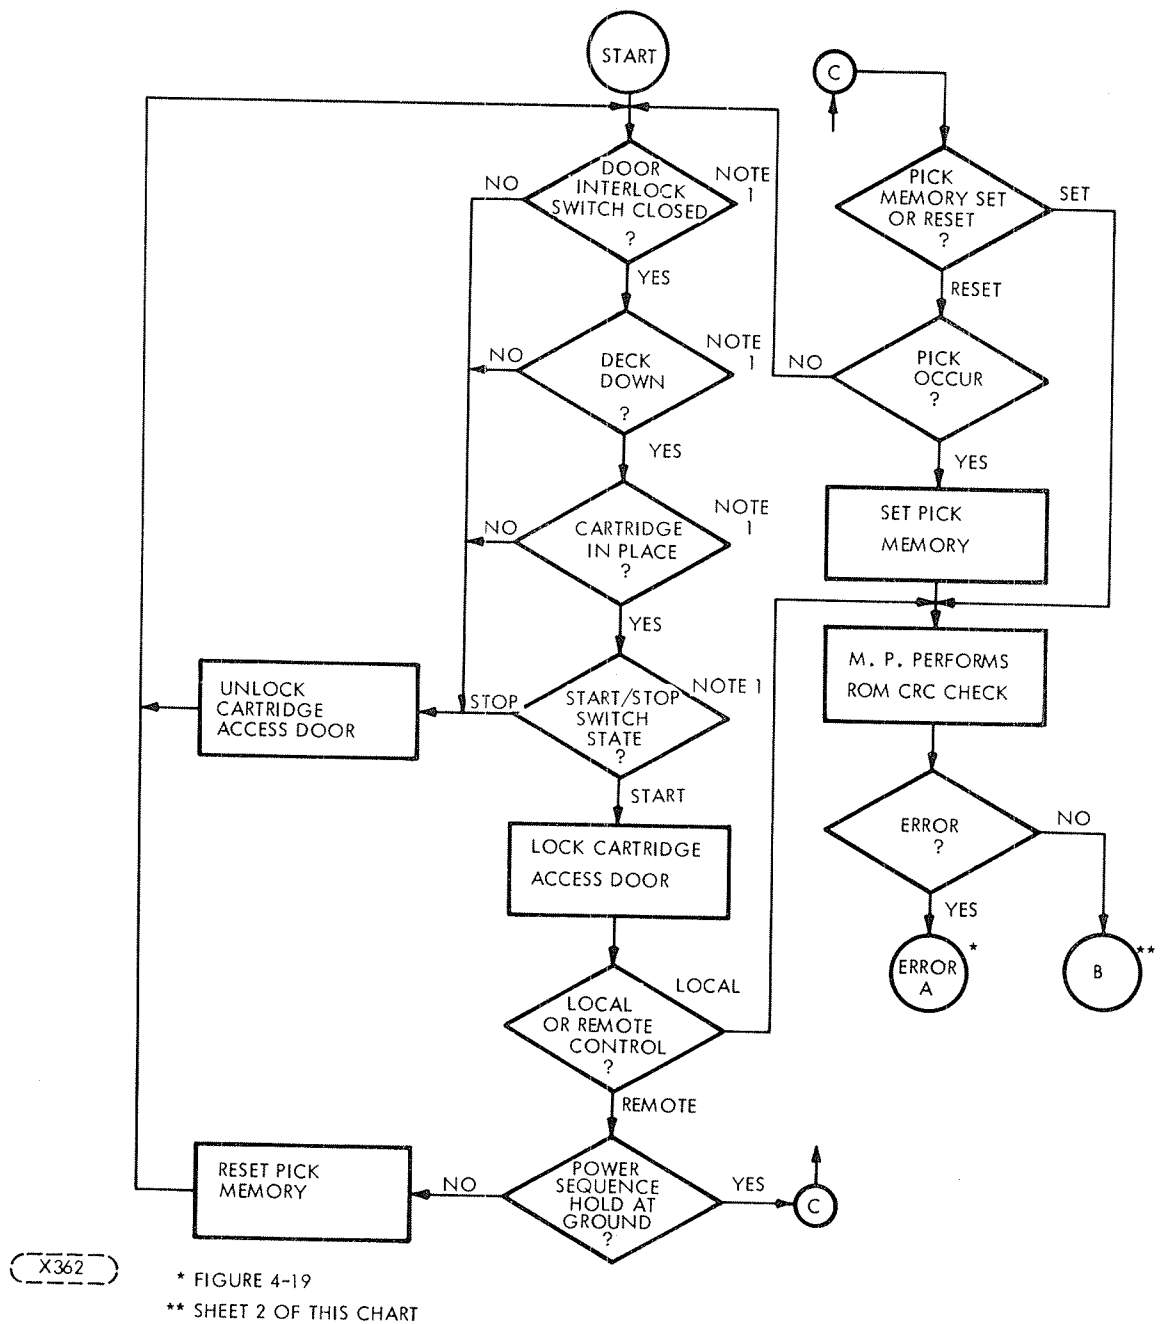 START
DOOR
INTERLOCK
SWITCH CLOSED
?
NOTE
1
NO
YES
DECK
DOWN
?
NOTE
1
NO
YES
CARTRIDGE
IN PLACE
?
NOTE
1
NO
YES
START/STOP
SWITCH
STATE
?
NOTE 1
STOP
UNLOCK
CARTRIDGE
ACCESS DOOR
START
LOCK CARTRIDGE
ACCESS DOOR
LOCAL
OR REMOTE
CONTROL
?
LOCAL
REMOTE
POWER
SEQUENCE
HOLD AT
GROUND
?
NO
RESET PICK
MEMORY
YES
C
C
PICK
MEMORY SET
OR RESET
?
SET
RESET
PICK
OCCUR
?
NO
YES
SET PICK
MEMORY
M. P. PERFORMS
ROM CRC CHECK
ERROR
?
NO
YES
ERROR
A
*
B
**
X362
* FIGURE 4-19
** SHEET 2 OF THIS CHART